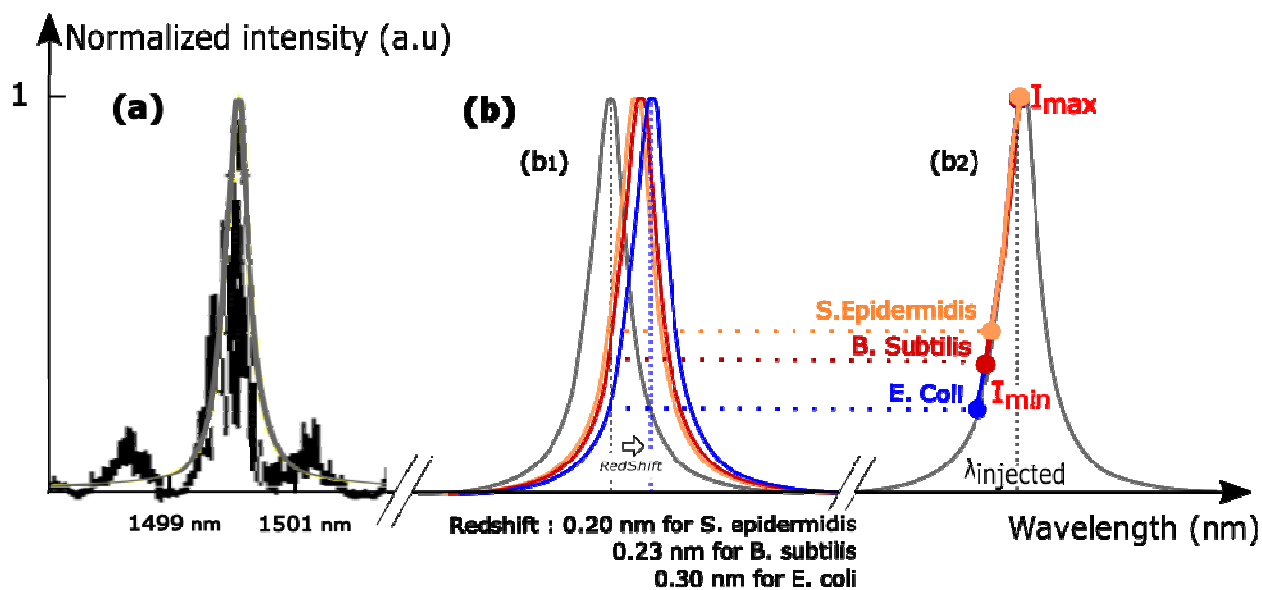 Normalized intensity (a.u)
1
(a)
(b)
(b1)
(b2)
Imax
S.Epidermidis
B. Subtilis
E. Coli
Imin
RedShift
λinjected
1499 nm
1501 nm
Redshift : 0.20 nm for S. epidermidis
0.23 nm for B. subtilis
0.30 nm for E. coli
Wavelength (nm)